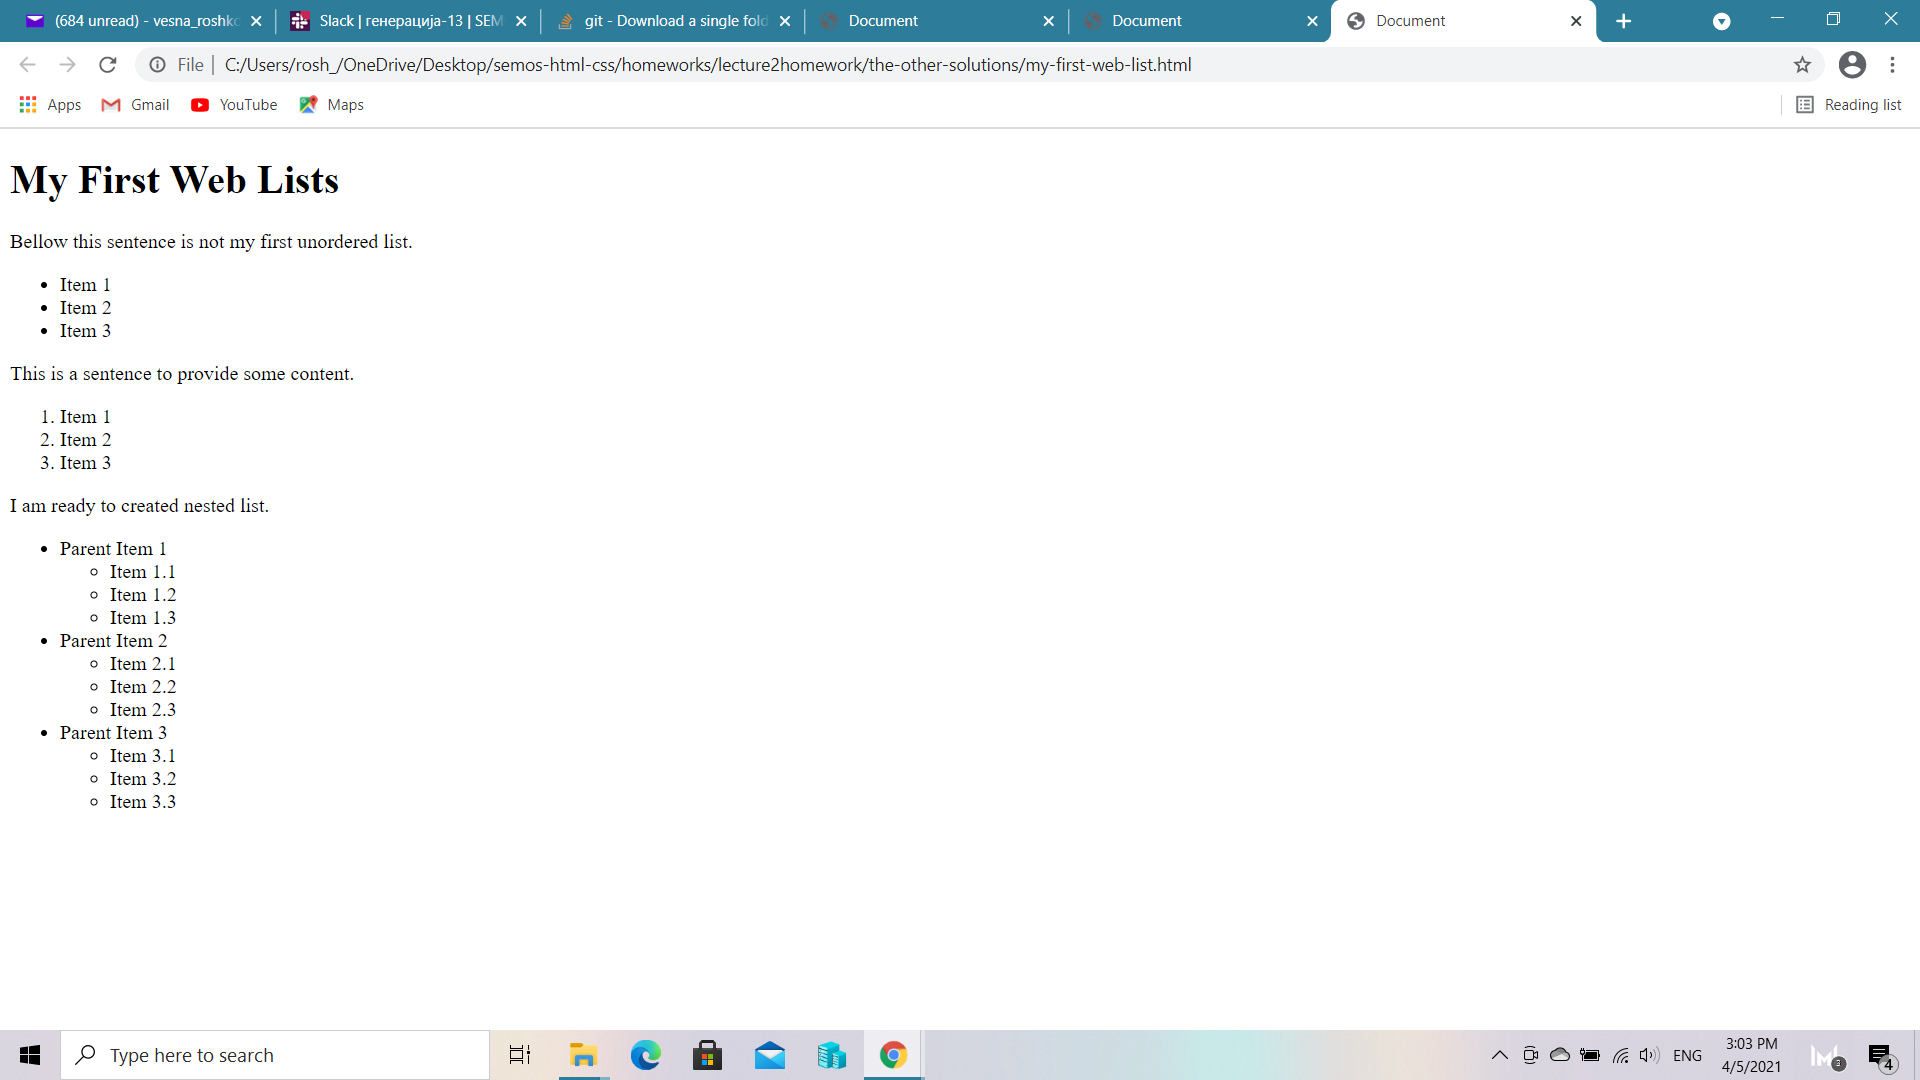 (684 unread) - vesna_roshko
Slack | генерација-13 | SEM
git - Download a single fold
Document
Document
Document
File
C:/Users/rosh_/OneDrive/Desktop/semos-html-css/homeworks/lecture2homework/the-other-solutions/my-first-web-list.html
Apps
Gmail
YouTube
Maps
Reading list
My First Web Lists
Bellow this sentence is not my first unordered list.
• Item 1
• Item 2
• Item 3
This is a sentence to provide some content.
1. Item 1
2. Item 2
3. Item 3
I am ready to created nested list.
• Parent Item 1
◦ Item 1.1
◦ Item 1.2
◦ Item 1.3
• Parent Item 2
◦ Item 2.1
◦ Item 2.2
◦ Item 2.3
• Parent Item 3
◦ Item 3.1
◦ Item 3.2
◦ Item 3.3
Type here to search
ENG
3:03 PM
4/5/2021
3
4